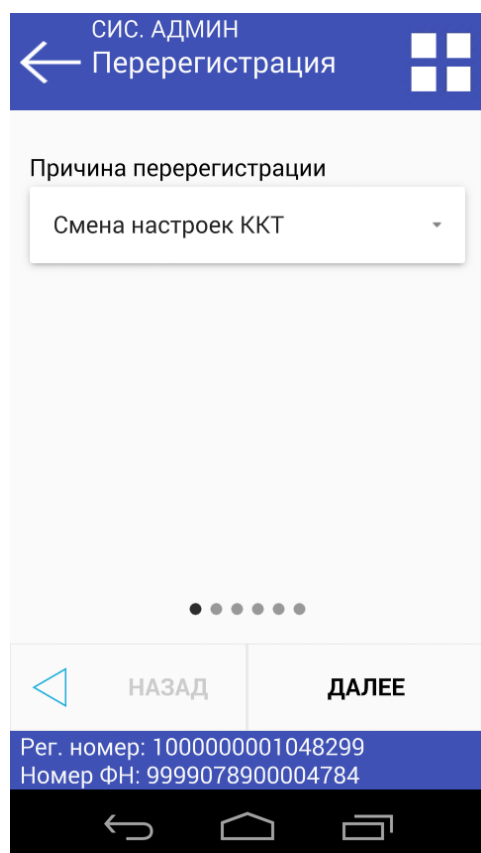 СИС. АДМИН
Перерегистрация
Причина перерегистрации
Смена настроек ККТ
НАЗАД
ДАЛЕЕ
Рег. номер: 1000000001048299
Номер ФН: 9999078900004784